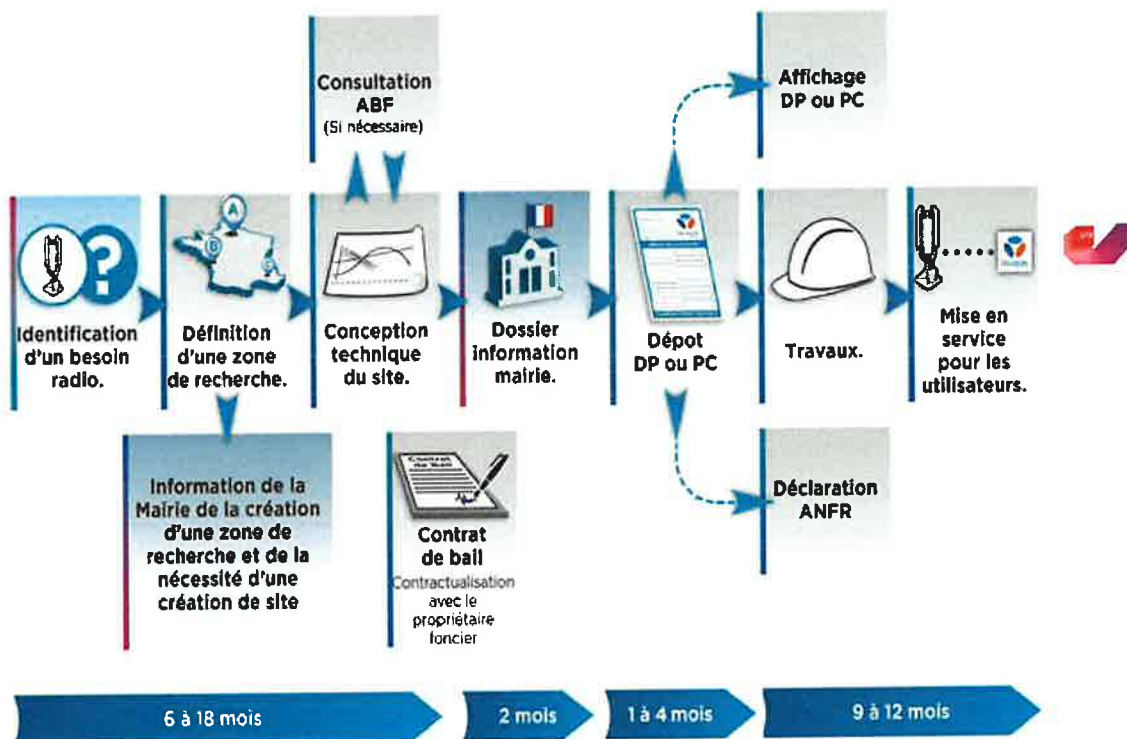 Consultation
ABF
(Si nécessaire)
Affichage
DP ou PC
A
B
C
?
Identification
d'un besoin
radio.
Définition
d'une zone
de recherche.
Conception
technique
du site.
Dossier
information
mairie.
Dépot
DP ou PC
Travaux.
Mise en
service
pour les
utilisateurs.
Information de la
Mairie de la création
d'une zone de
recherche et de la
nécessité d'une
création de site
Contrat
de Bail
Contrat
de bail
Contractualisation
avec le
propriétaire
foncier
Déclaration
ANFR
6 à 18 mois
2 mois
1 à 4 mois
9 à 12 mois